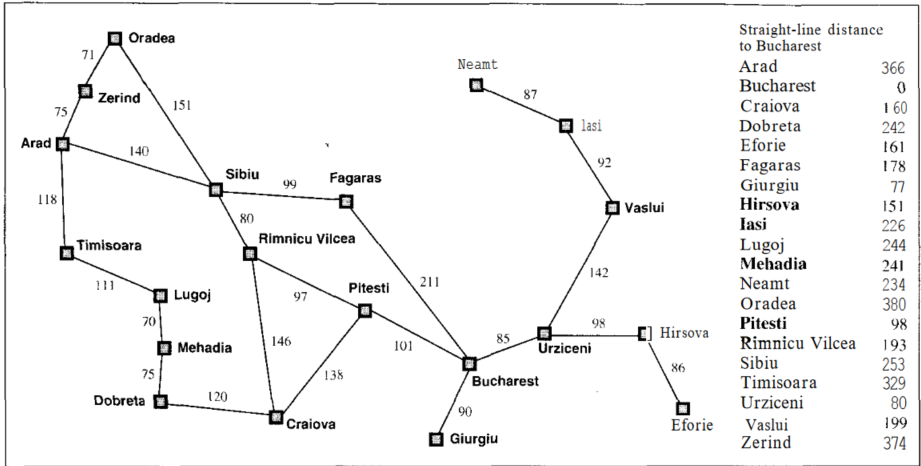 Oradea
71
Neamt
87
Zerind
151
75
Iasi
Arad
140
92
Sibiu
99
Fagaras
118
80
Vaslui
Rimnicu Vilcea
Timisoara
142
111
97
211
Pitesti
Lugoj
70
98
Hirsova
85
Urziceni
146
101
Mehadia
138
86
75
Bucharest
120
Dobreta
90
Craiova
Eforie
Giurgiu
Straight-line distance
to Bucharest
Arad 366
Bucharest 0
Craiova 160
Dobreta 242
Eforie 161
Fagaras 178
Giurgiu 77
Hirsova 151
Iasi 226
Lugoj 244
Mehadia 241
Neamt 234
Oradea 380
Pitesti 98
Rimnicu Vilcea 193
Sibiu 253
Timisoara 329
Urziceni 80
Vaslui 199
Zerind 374